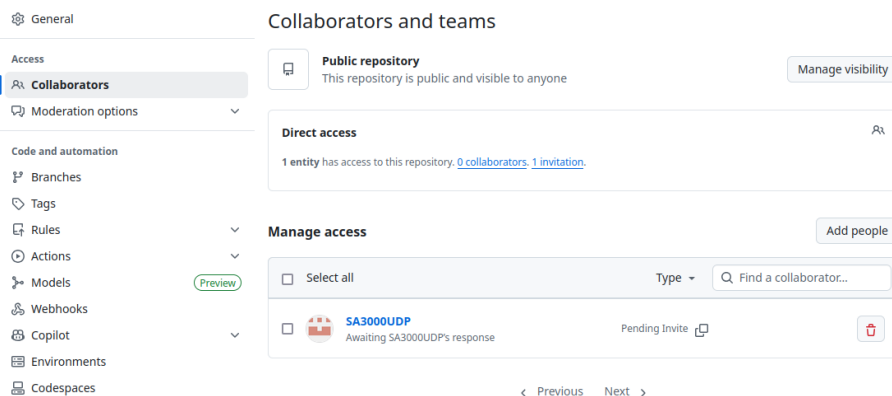 General
Access
Collaborators
Moderation options
Code and automation
Branches
Tags
Rules
Actions
Models Preview
Webhooks
Copilot
Environments
Codespaces
Collaborators and teams
Public repository
This repository is public and visible to anyone
Manage visibility
Direct access
1 entity has access to this repository. 0 collaborators. 1 invitation.
Manage access
Add people
Select all Type Find a collaborator...
SA3000UDP
Awaiting SA3000UDP's response
Pending Invite
Previous Next